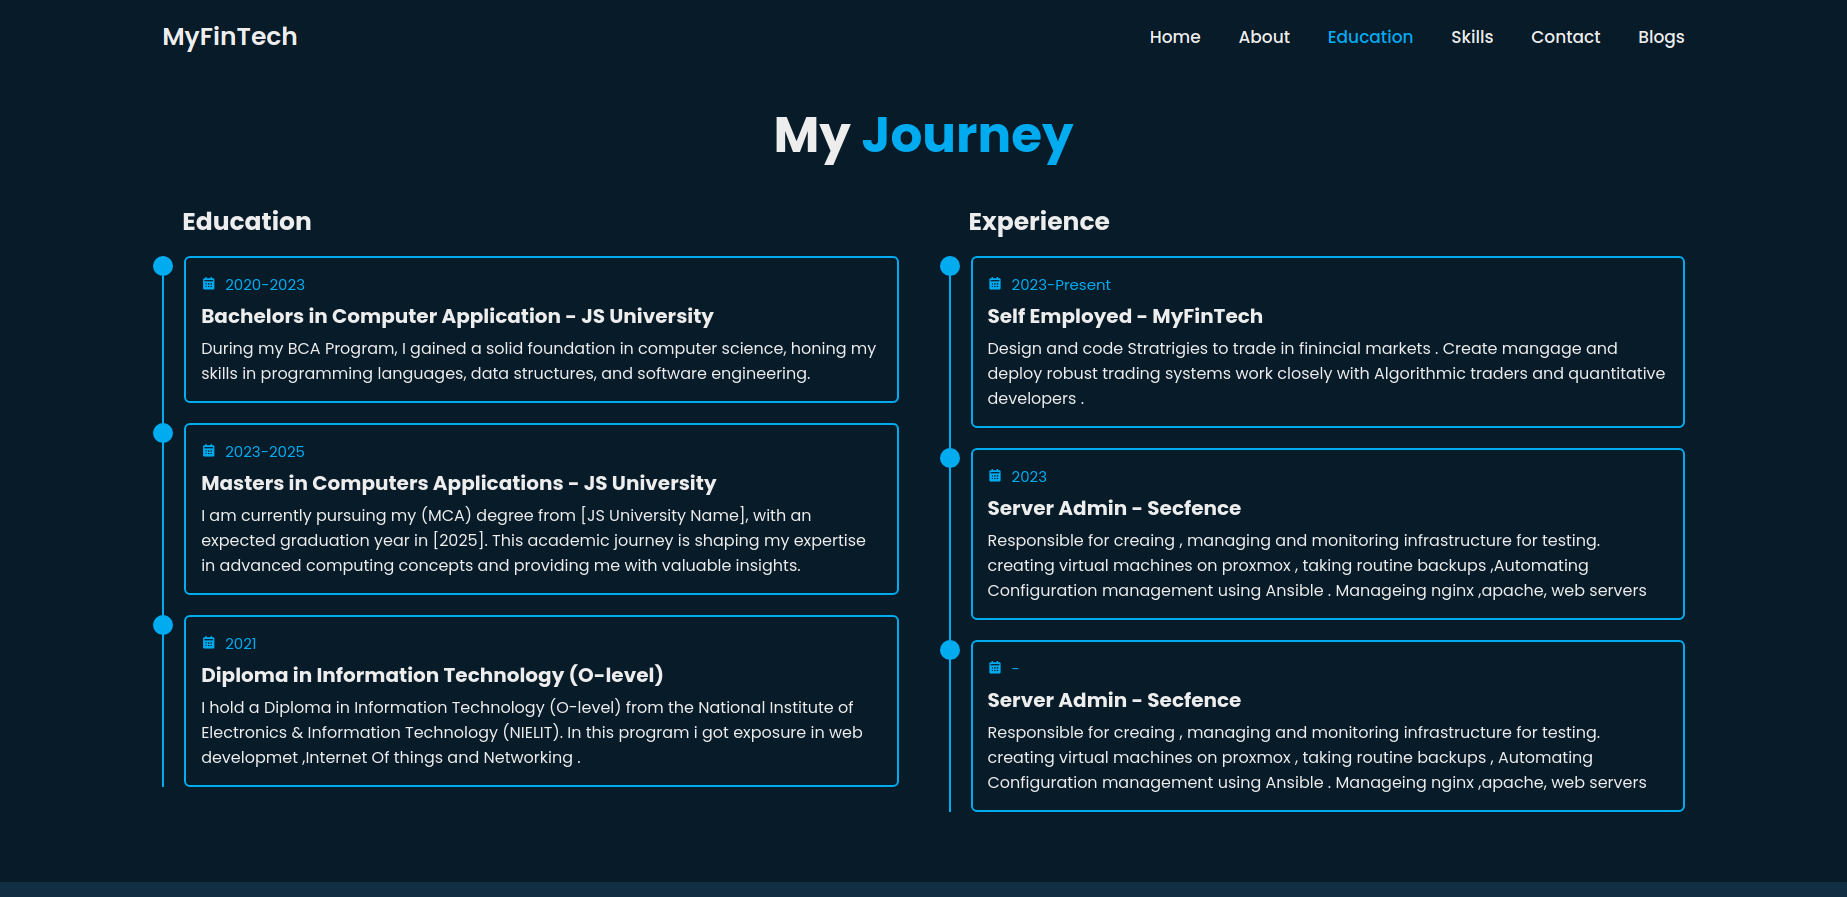 MyFinTech
Home About Education Skills Contact Blogs
My Journey
Education
2020-2023
Bachelors in Computer Application - JS University
During my BCA Program, I gained a solid foundation in computer science, honing my
skills in programming languages, data structures, and software engineering.
2023-2025
Masters in Computers Applications - JS University
I am currently pursuing my (MCA) degree from [JS University Name], with an
expected graduation year in [2025]. This academic journey is shaping my expertise
in advanced computing concepts and providing me with valuable insights.
2021
Diploma in Information Technology (O-level)
I hold a Diploma in Information Technology (O-level) from the National Institute of
Electronics & Information Technology (NIELIT). In this program i got exposure in web
developmet ,Internet Of things and Networking .
Experience
2023-Present
Self Employed - MyFinTech
Design and code Stratrigies to trade in finincial markets . Create mangage and
deploy robust trading systems work closely with Algorithmic traders and quantitative
developers .
2023
Server Admin - Secfence
Responsible for creaing , managing and monitoring infrastructure for testing.
creating virtual machines on proxmox , taking routine backups ,Automating
Configuration management using Ansible . Manageing nginx ,apache, web servers
-
Server Admin - Secfence
Responsible for creaing , managing and monitoring infrastructure for testing.
creating virtual machines on proxmox , taking routine backups , Automating
Configuration management using Ansible . Manageing nginx ,apache, web servers